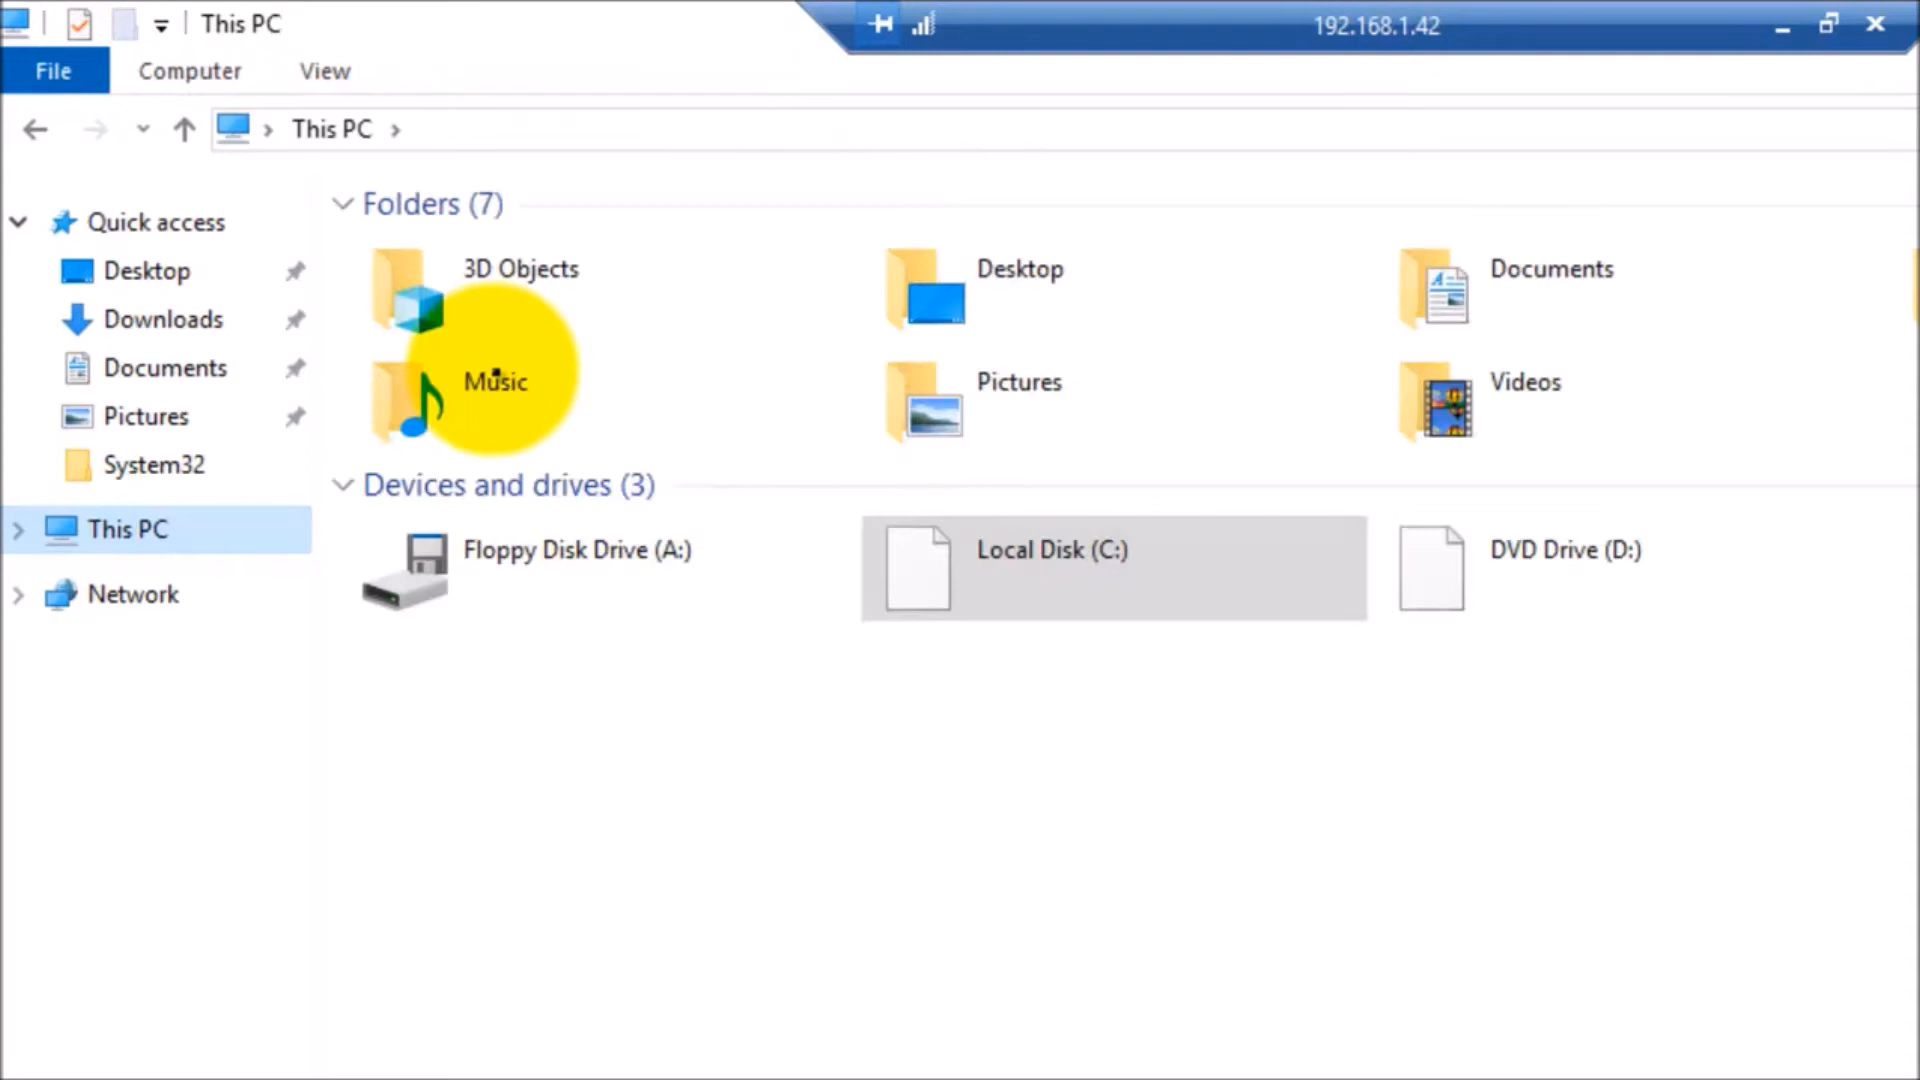 This PC
192.168.1.42
File Computer View
This PC
Quick access
Desktop
Downloads
Documents
Pictures
System32
This PC
Network
Folders (7)
3D Objects Desktop Documents
Music Pictures Videos
Devices and drives (3)
Floppy Disk Drive (A:) Local Disk (C:) DVD Drive (D:)